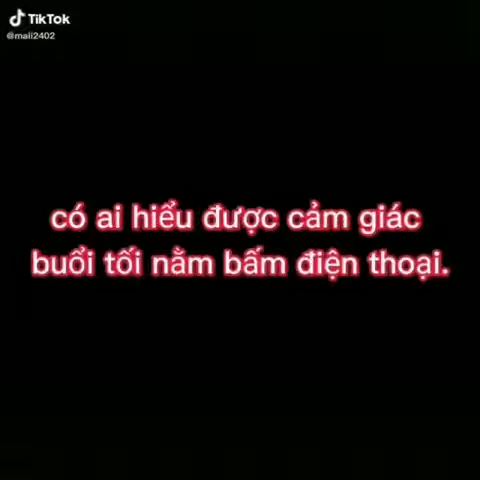 TikTok
@mali2402
có ai hiểu được cảm giác
buổi tối nằm bấm điện thoại.